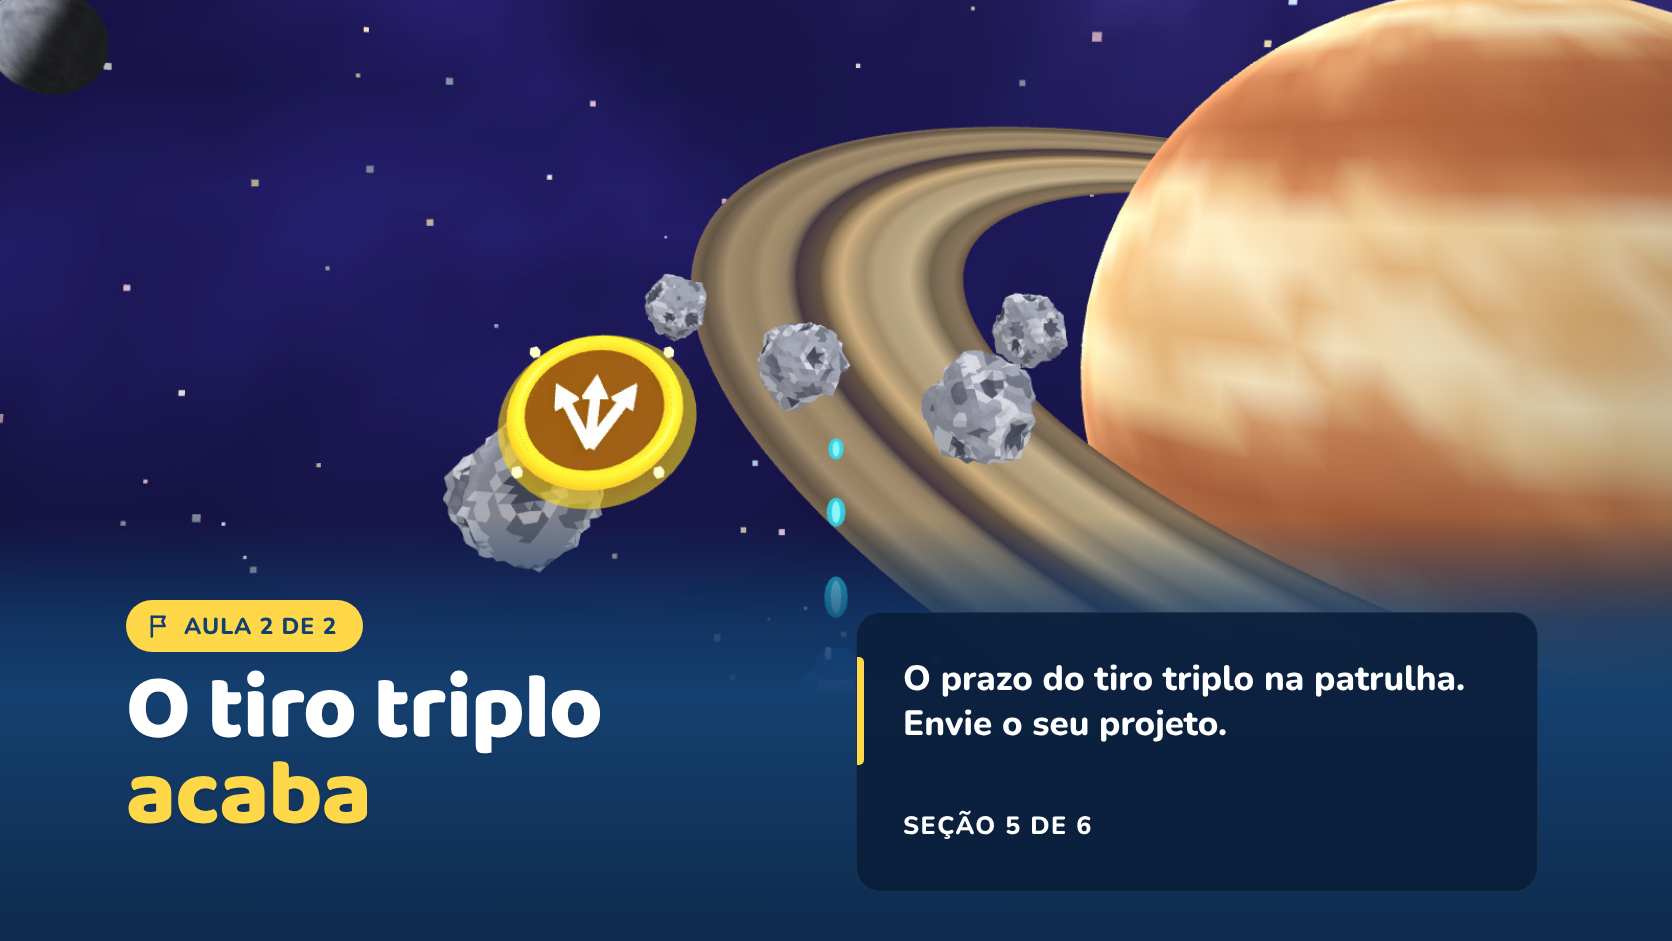 AULA 2 DE 2
O tiro triplo
acaba
O prazo do tiro triplo na patrulha.
Envie o seu projeto.
SEÇÃO 5 DE 6